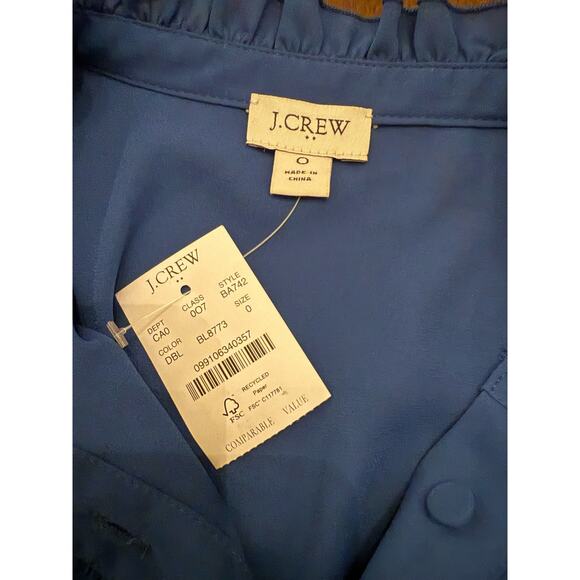 J.CREW
0
MADE IN
CHINA
J.CREW
DEPT CLASS STYLE
CA0 0O7 BA742
COLOR SIZE
DBL BL8773 0
099106340357
RECYCLED
Paper
FSC
FSC® C117781
COMPARABLE VALUE